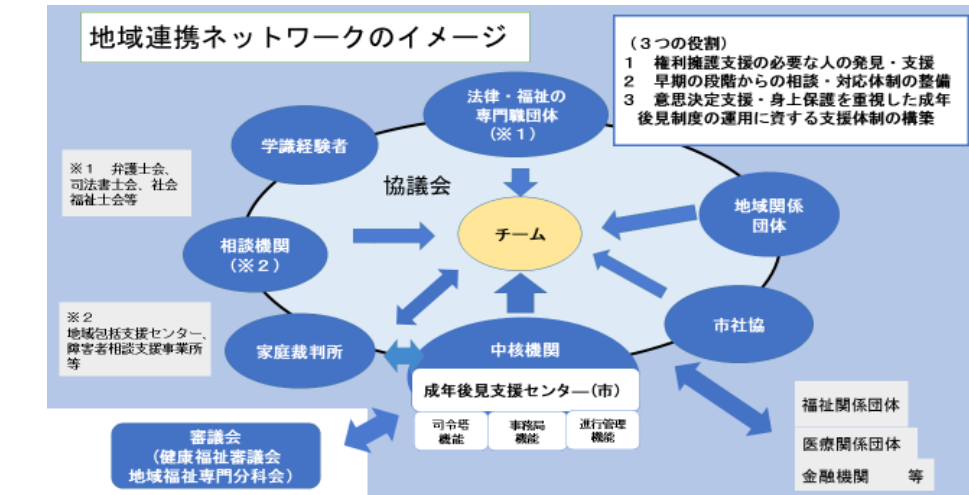 地域連携ネットワークのイメージ
(3つの役割)
1 権利擁護支援の必要な人の発見・支援
2 早期の段階からの相談・対応体制の整備
3 意思決定支援・身上保護を重視した成年
後見制度の運用に資する支援体制の構築
法律・福祉の
専門職団体
(※1)
学識経験者
※1 弁護士会、
司法書士会、社会
福祉士会等
協議会
チーム
地域関係
団体
相談機関
(※2)
※2
地域包括支援センター、
障害者相談支援事業所
等
家庭裁判所
中核機関
市社協
成年後見支援センター(市)
司令塔
機能
事務局
機能
進行管理
機能
審議会
(健康福祉審議会
地域福祉専門分科会)
福祉関係団体
医療関係団体
金融機関 等